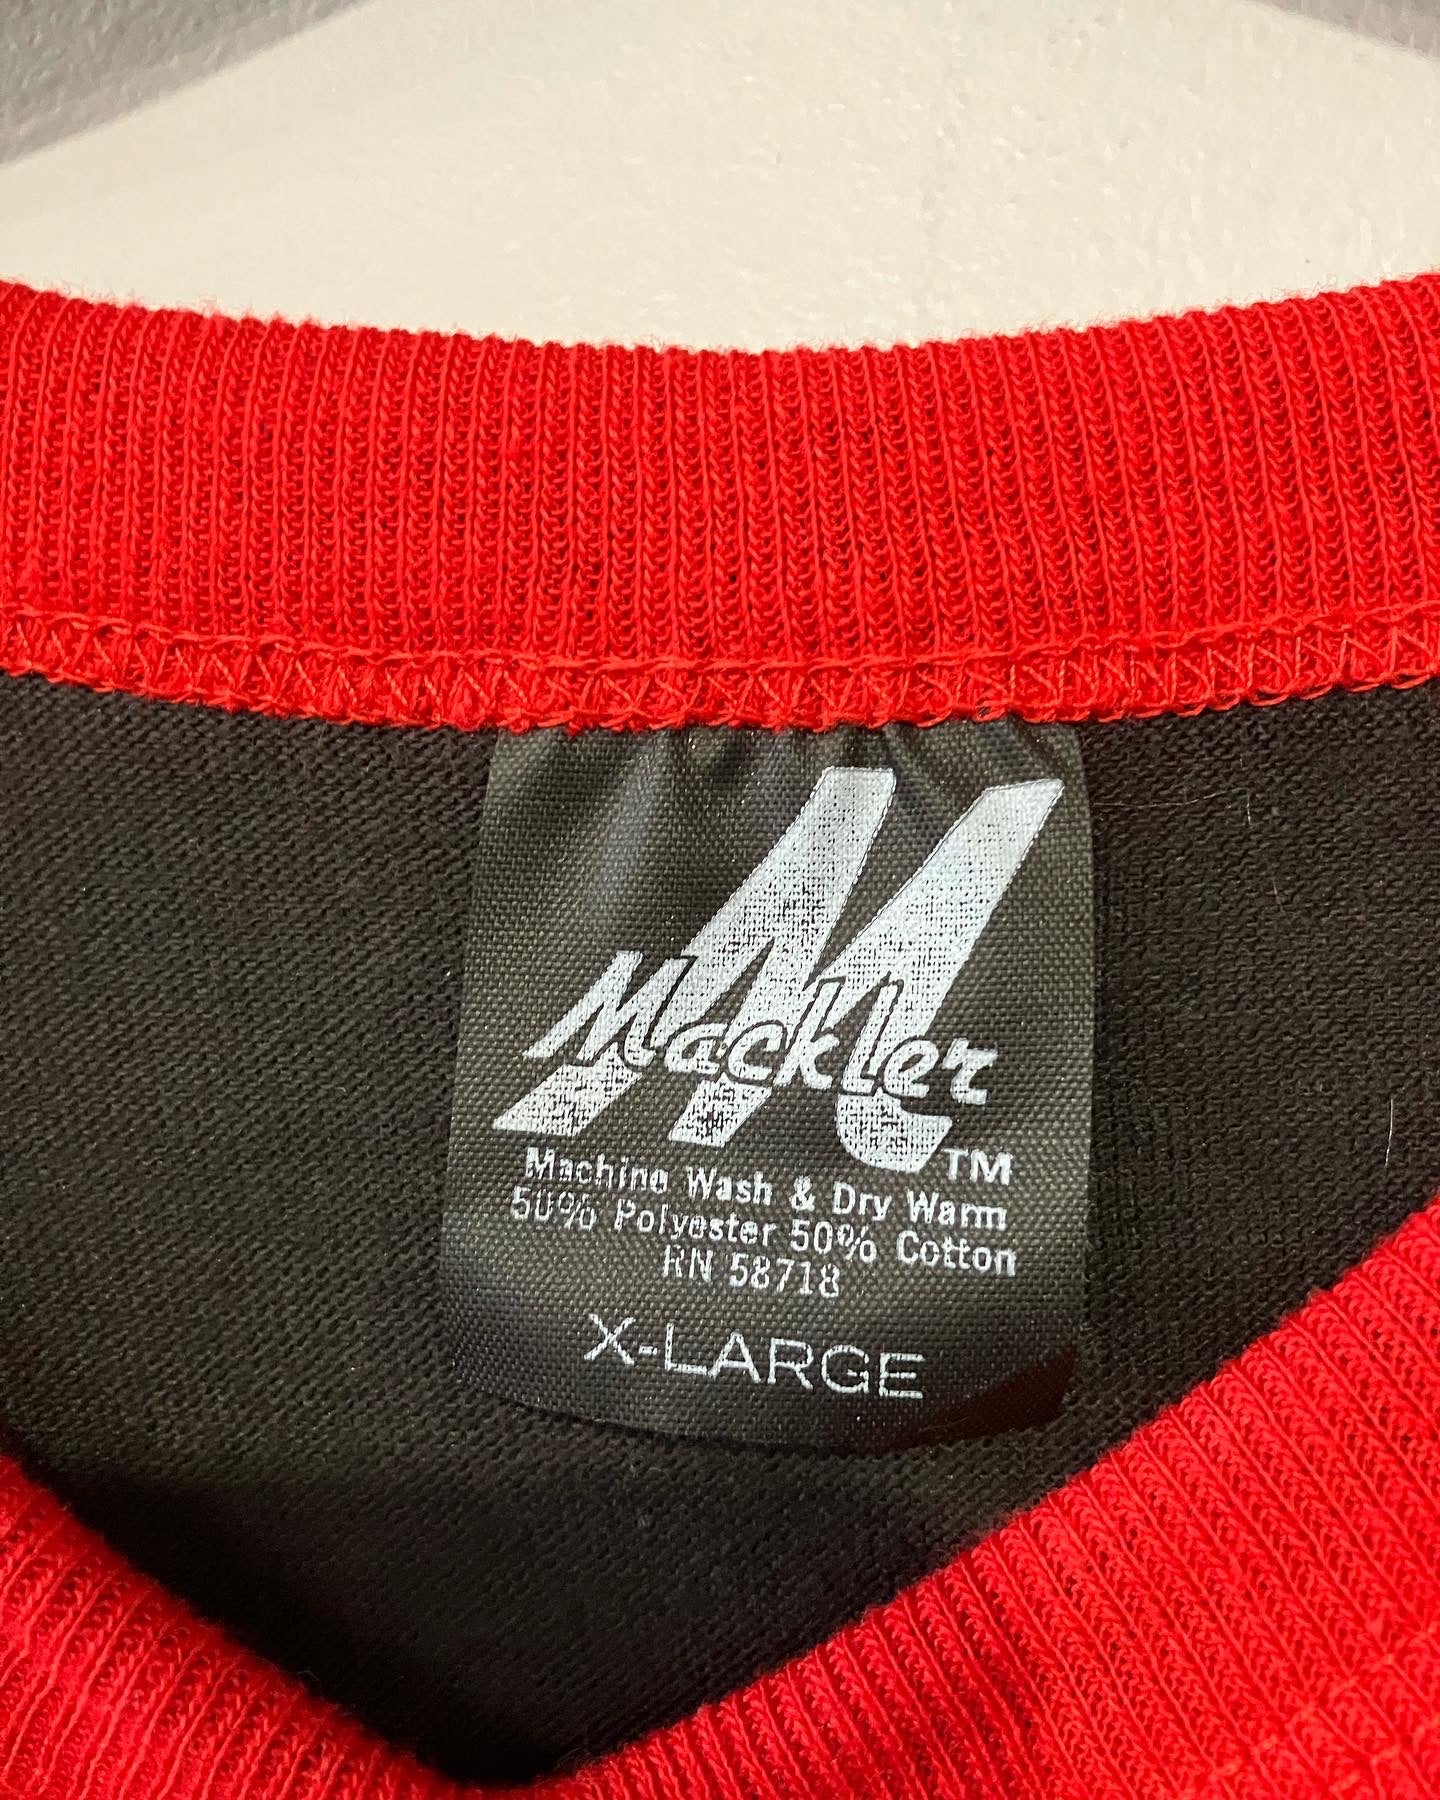 M
Mackler
TM
Machine Wash & Dry Warm
50% Polyester 50% Cotton
RN 58718
X-LARGE